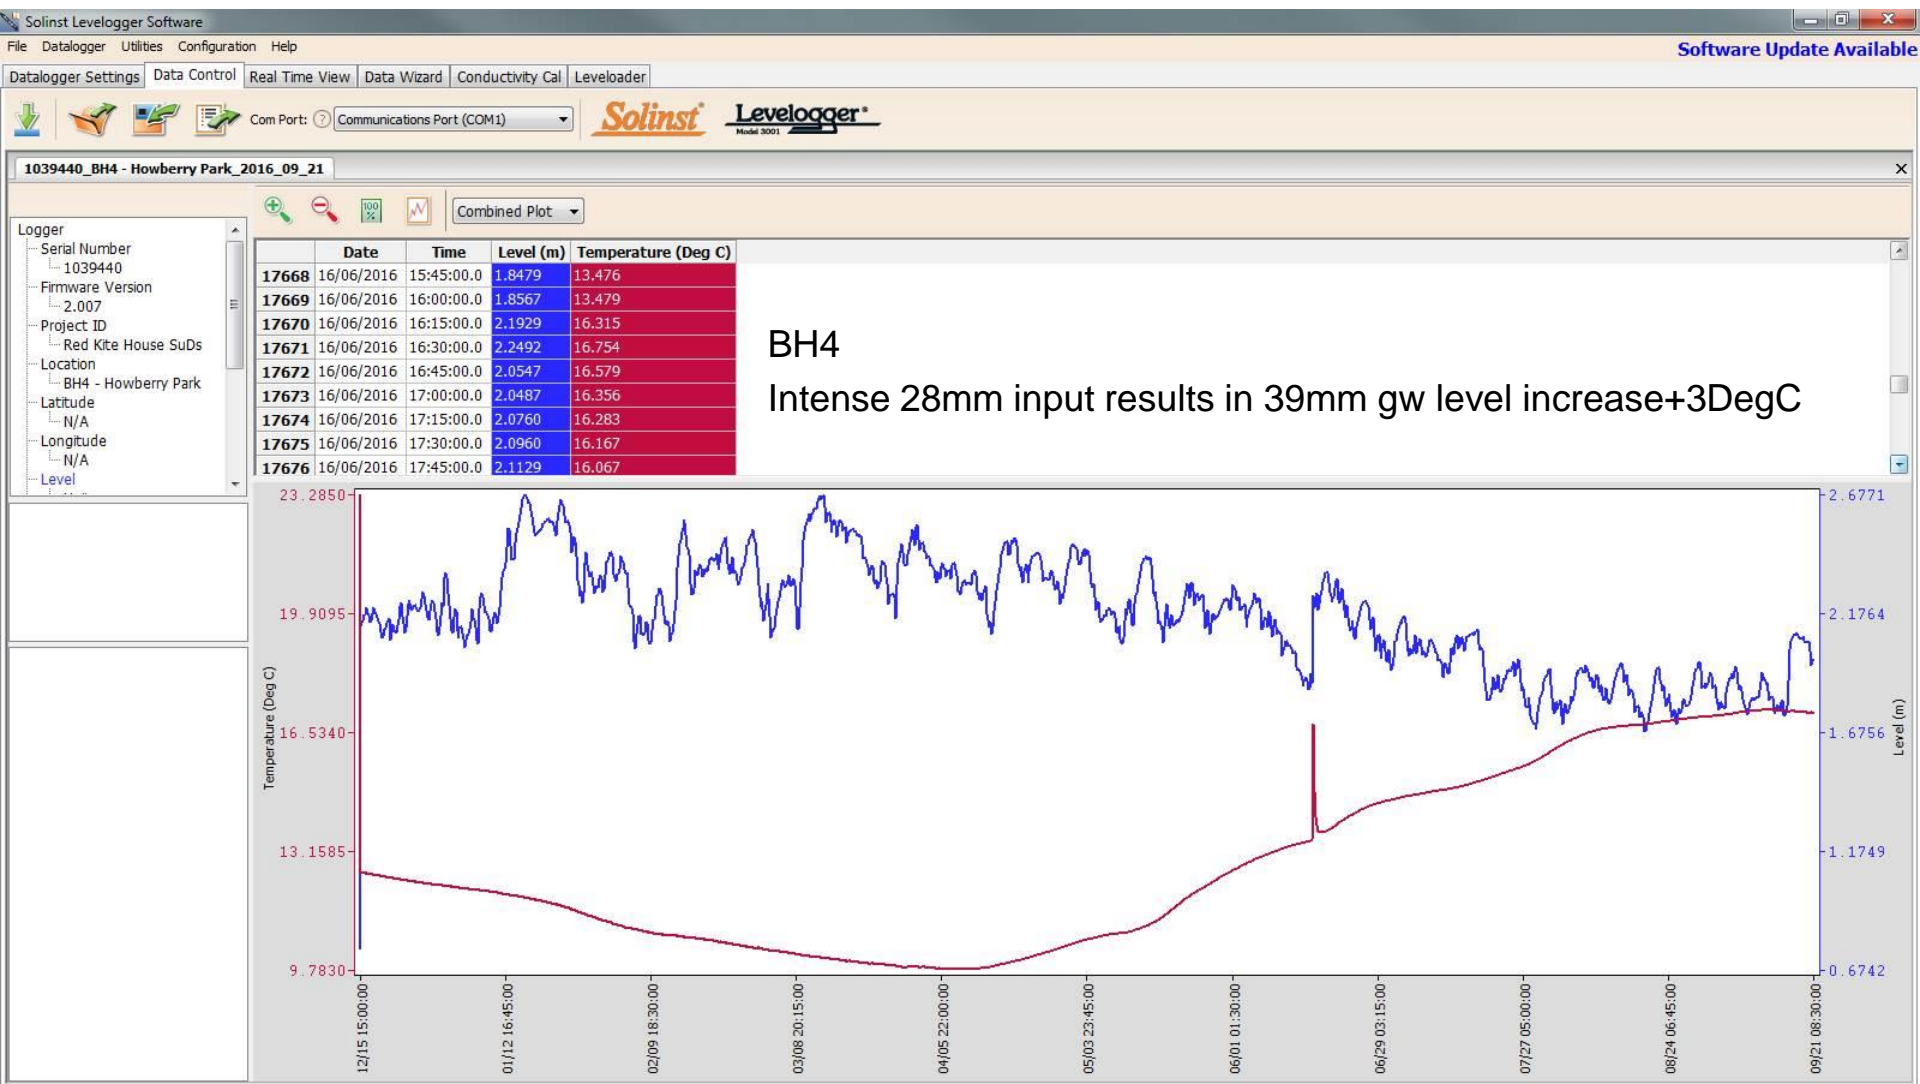 Solinst Levelogger Software
File Datalogger Utilities Configuration Help
Software Update Available
Datalogger Settings Data Control Real Time View Data Wizard Conductivity Cal Leveloader
Com Port: ? Communications Port (COM1)
Solinst Levelogger
Model 3001
1039440_BH4 - Howberry Park_2016_09_21
100 %
Combined Plot
Logger
Serial Number
1039440
Firmware Version
2.007
Project ID
Red Kite House SuDs
Location
BH4 - Howberry Park
Latitude
N/A
Longitude
N/A
Level
Date Time Level (m) Temperature (Deg C)
17668 16/06/2016 15:45:00.0 1.8479 13.476
17669 16/06/2016 16:00:00.0 1.8567 13.479
17670 16/06/2016 16:15:00.0 2.1929 16.315
17671 16/06/2016 16:30:00.0 2.2492 16.754
17672 16/06/2016 16:45:00.0 2.0547 16.579
17673 16/06/2016 17:00:00.0 2.0487 16.356
17674 16/06/2016 17:15:00.0 2.0760 16.283
17675 16/06/2016 17:30:00.0 2.0960 16.167
17676 16/06/2016 17:45:00.0 2.1129 16.067
BH4
Intense 28mm input results in 39mm gw level increase+3DegC
23.2850
19.9095
16.5340
13.1585
9.7830
Temperature (Deg C)
2.6771
2.1764
1.6756
1.1749
0.6742
Level (m)
12/15 15:00:00
01/12 16:45:00
02/09 18:30:00
03/08 20:15:00
04/05 22:00:00
05/03 23:45:00
06/01 01:30:00
06/29 03:15:00
07/27 05:00:00
08/24 06:45:00
09/21 08:30:00